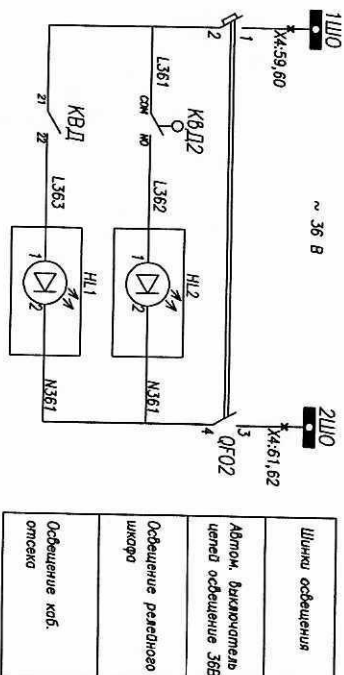 1ШО
Х4:59,60
~ 36 В
2ШО
Х4:61,62
1
2
3
4
QF02
L361
КВД2
COM
NO
L362
HL2
1
2
N361
КВД
21
22
L363
HL1
1
2
N361
Шинки освещения
Автом. выключатель
цепей освещение 36В
Освещение релейного
шкафа
Освещение каб.
отсека